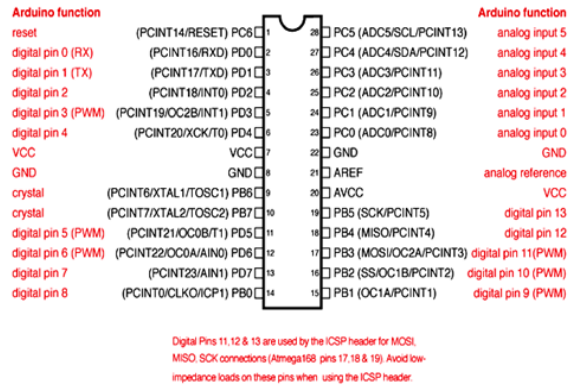 Arduino function Arduino function
reset (PCINT14/RESET) PC6 1 28 PC5 (ADC5/SCL/PCINT13) analog input 5
digital pin 0 (RX) (PCINT16/RXD) PD0 2 27 PC4 (ADC4/SDA/PCINT12) analog input 4
digital pin 1 (TX) (PCINT17/TXD) PD1 3 26 PC3 (ADC3/PCINT11) analog input 3
digital pin 2 (PCINT18/INT0) PD2 4 25 PC2 (ADC2/PCINT10) analog input 2
digital pin 3 (PWM) (PCINT19/OC2B/INT1) PD3 5 24 PC1 (ADC1/PCINT9) analog input 1
digital pin 4 (PCINT20/XCK/T0) PD4 6 23 PC0 (ADC0/PCINT8) analog input 0
VCC VCC 7 22 GND GND
GND GND 8 21 AREF analog reference
crystal (PCINT6/XTAL1/TOSC1) PB6 9 20 AVCC VCC
crystal (PCINT7/XTAL2/TOSC2) PB7 10 19 PB5 (SCK/PCINT5) digital pin 13
digital pin 5 (PWM) (PCINT21/OC0B/T1) PD5 11 18 PB4 (MISO/PCINT4) digital pin 12
digital pin 6 (PWM) (PCINT22/OC0A/AIN0) PD6 12 17 PB3 (MOSI/OC2A/PCINT3) digital pin 11(PWM)
digital pin 7 (PCINT23/AIN1) PD7 13 16 PB2 (SS/OC1B/PCINT2) digital pin 10 (PWM)
digital pin 8 (PCINT0/CLKO/ICP1) PB0 14 15 PB1 (OC1A/PCINT1) digital pin 9 (PWM)
Digital Pins 11,12 & 13 are used by the ICSP header for MOSI,
MISO, SCK connections (Atmega168 pins 17,18 & 19). Avoid low-
impedance loads on these pins when using the ICSP header.